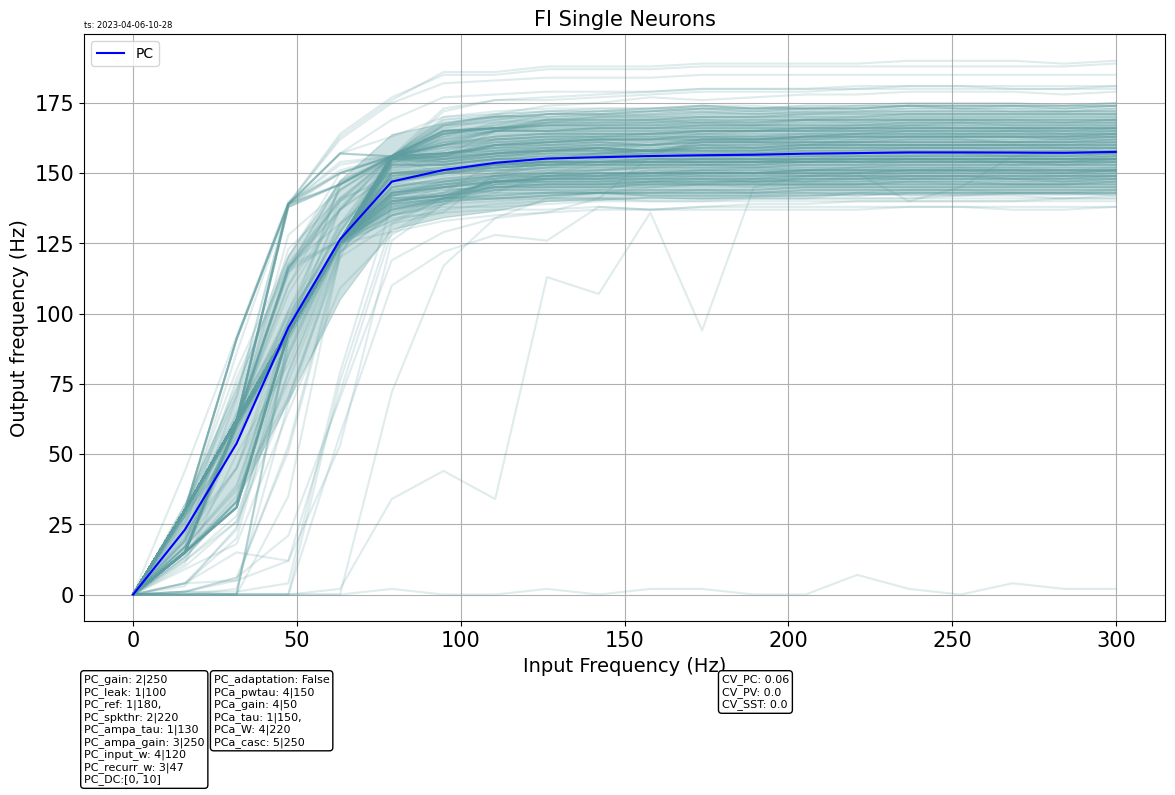 FI Single Neurons
ts: 2023-04-06-10-28
PC
Output frequency (Hz)
175
150
125
100
75
50
25
0
0 50 100 150 200 250 300
Input Frequency (Hz)
PC_gain: 2|250
PC_leak: 1|100
PC_ref: 1|180,
PC_spkthr: 2|220
PC_ampa_tau: 1|130
PC_ampa_gain: 3|250
PC_input_w: 4|120
PC_recurr_w: 3|47
PC_DC:[0, 10]
PC_adaptation: False
PCa_pwtau: 4|150
PCa_gain: 4|50
PCa_tau: 1|150,
PCa_W: 4|220
PCa_casc: 5|250
CV_PC: 0.06
CV_PV: 0.0
CV_SST: 0.0